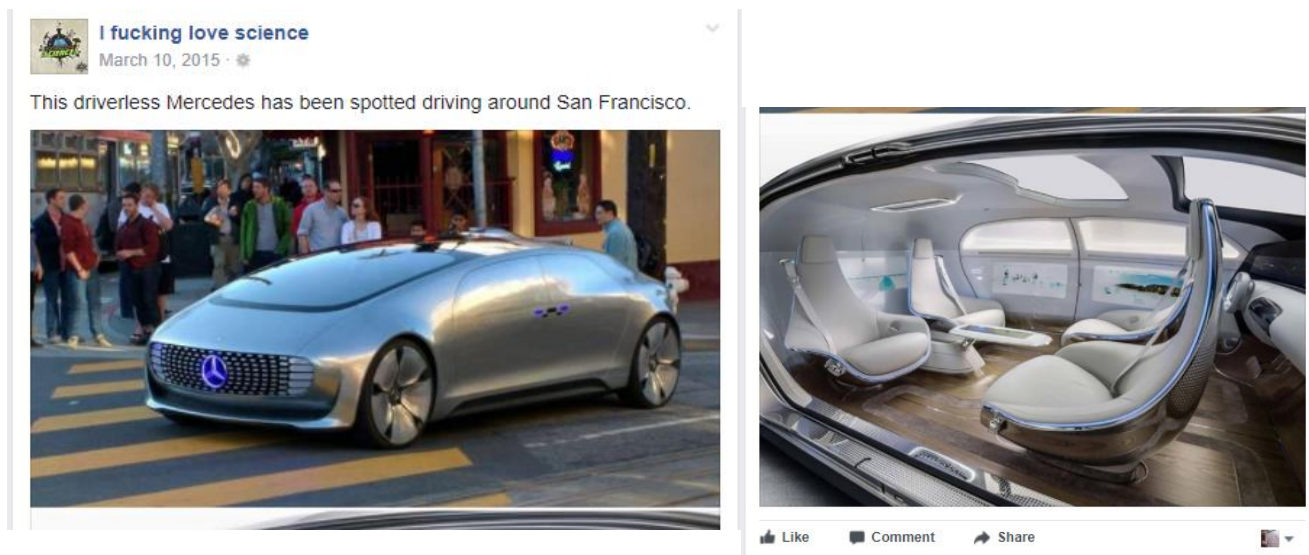 I fucking love science
March 10, 2015 ·
This driverless Mercedes has been spotted driving around San Francisco.
Like Comment Share